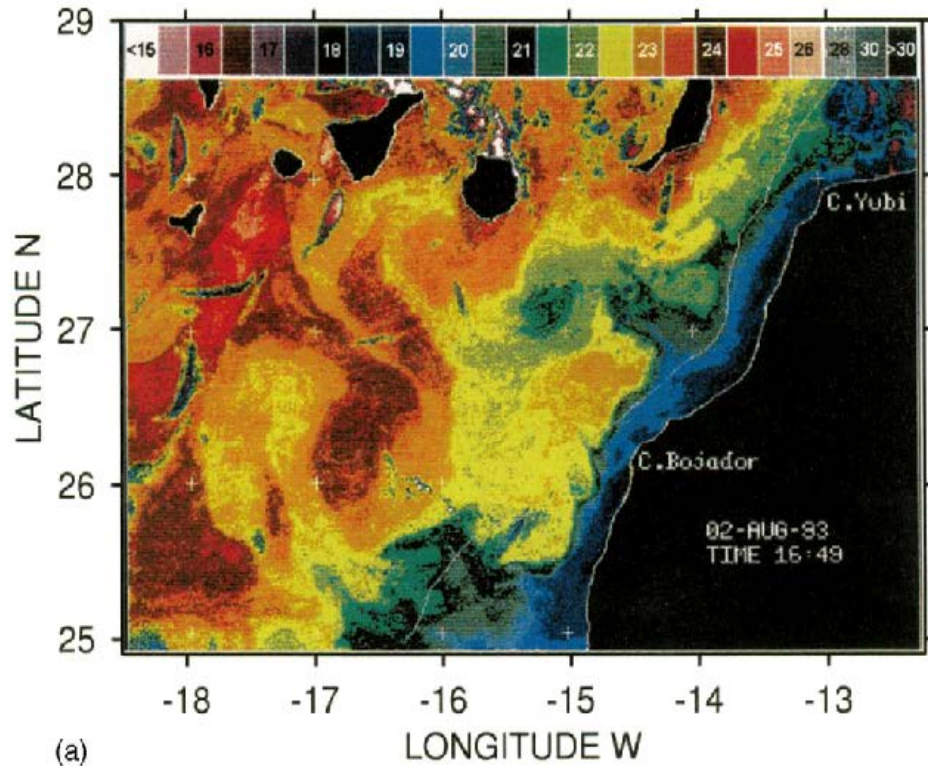 29
<15 16 17 18 19 20 21 22 23 24 25 26 28 30 >30
28
C.Yubi
LATITUDE N
27
C.Bojador
26
02-AUG-93
TIME 16:49
25
-18 -17 -16 -15 -14 -13
(a)
LONGITUDE W